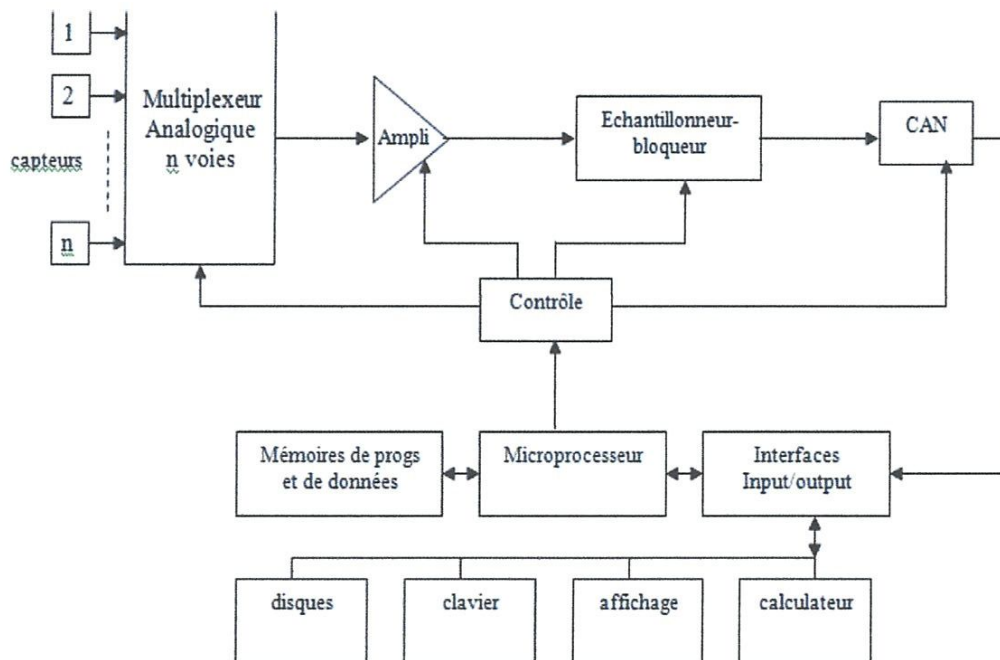 1
2
capteurs
n
Multiplexeur
Analogique
n voies
Ampli
Echantillonneur-
bloqueur
CAN
Contrôle
Mémoires de progs
et de données
Microprocesseur
Interfaces
Input/output
disques
clavier
affichage
calculateur